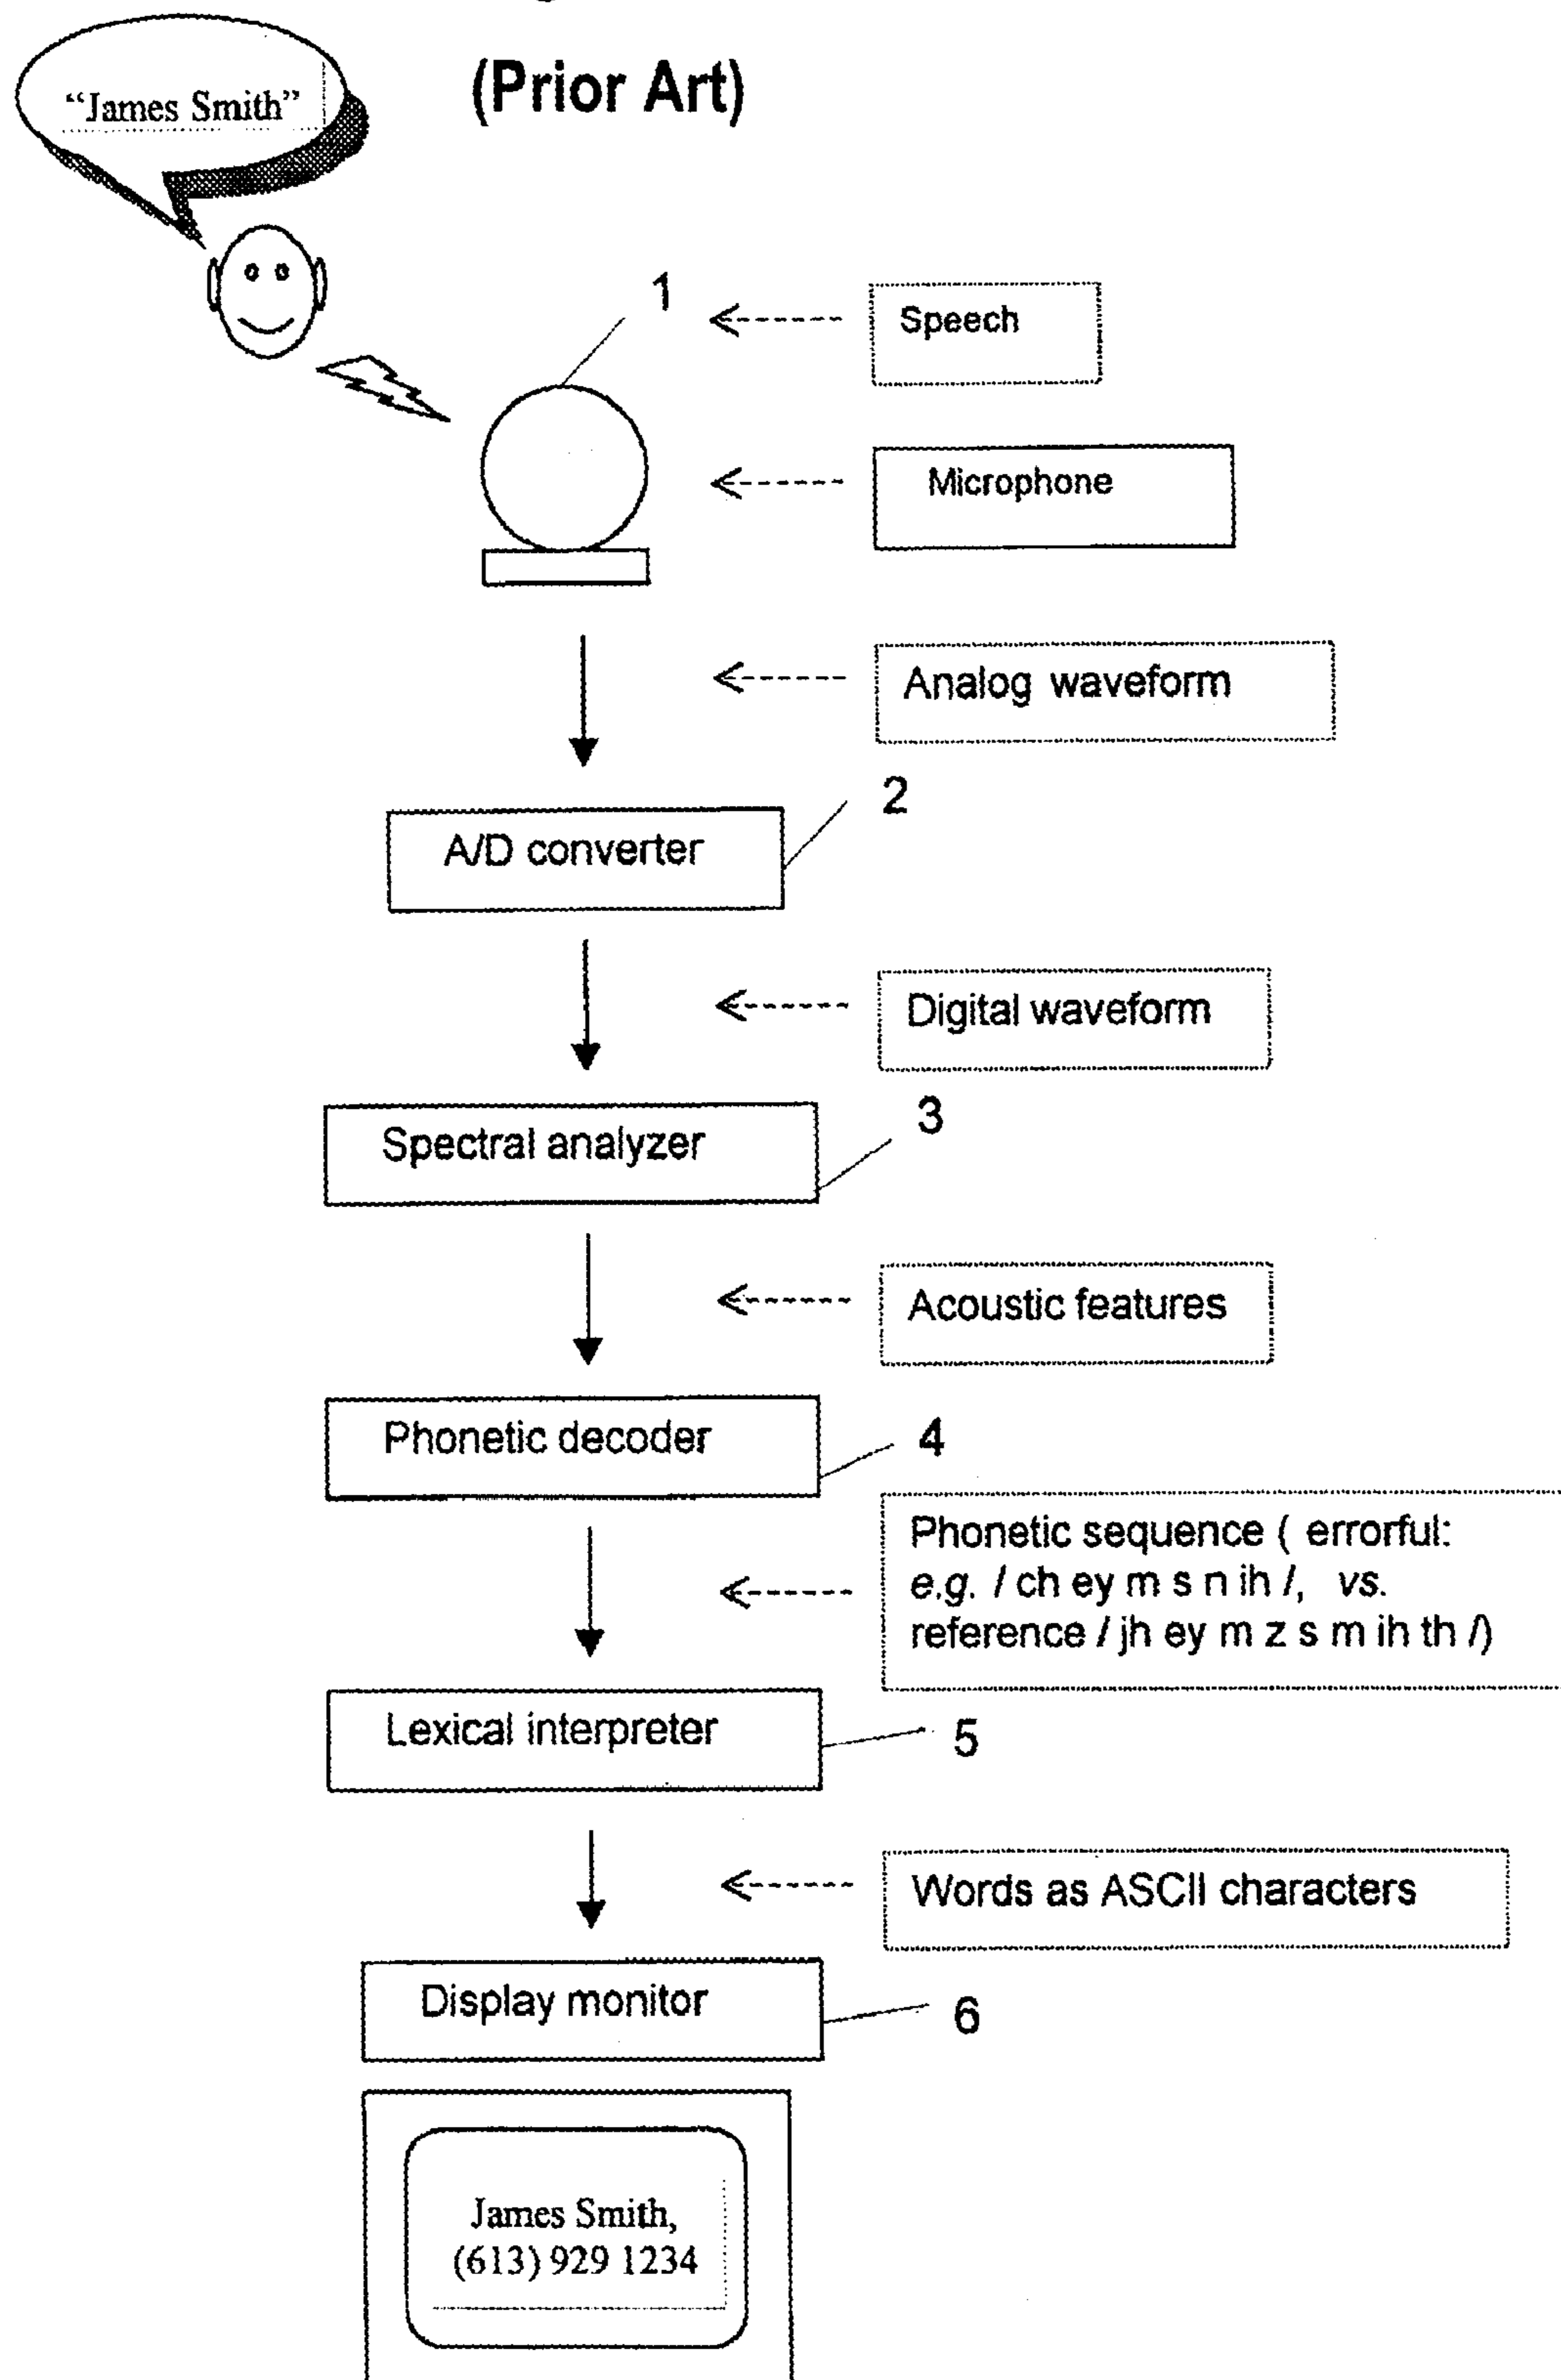 (Prior Art)
“James Smith”
1
Speech
Microphone
Analog waveform
2
A/D converter
Digital waveform
3
Spectral analyzer
Acoustic features
Phonetic decoder
4
Phonetic sequence ( errorful:
e.g. / ch ey m s n ih /, vs.
reference / jh ey m z s m ih th /)
Lexical interpreter
5
Words as ASCII characters
Display monitor
6
James Smith,
(613) 929 1234